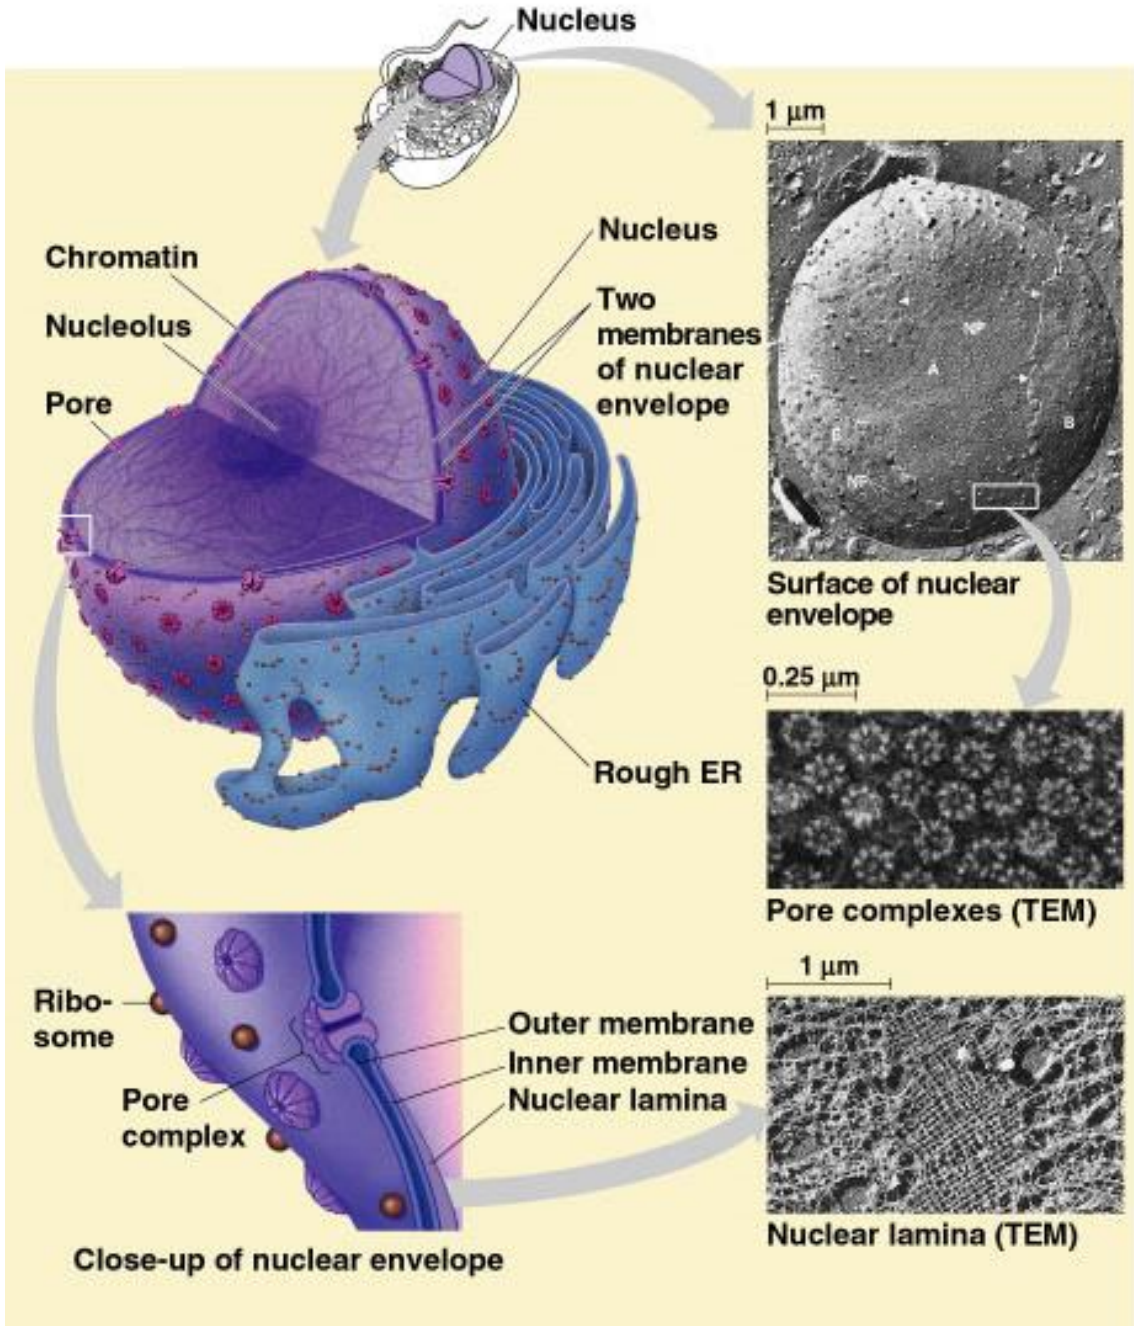 Nucleus
1 µm
Chromatin
Nucleolus
Pore
Nucleus
Two
membranes
of nuclear
envelope
NP
A
B
Surface of nuclear
envelope
0.25 µm
Rough ER
Pore complexes (TEM)
1 µm
Ribo-
some
Pore
complex
Outer membrane
Inner membrane
Nuclear lamina
Close-up of nuclear envelope
Nuclear lamina (TEM)